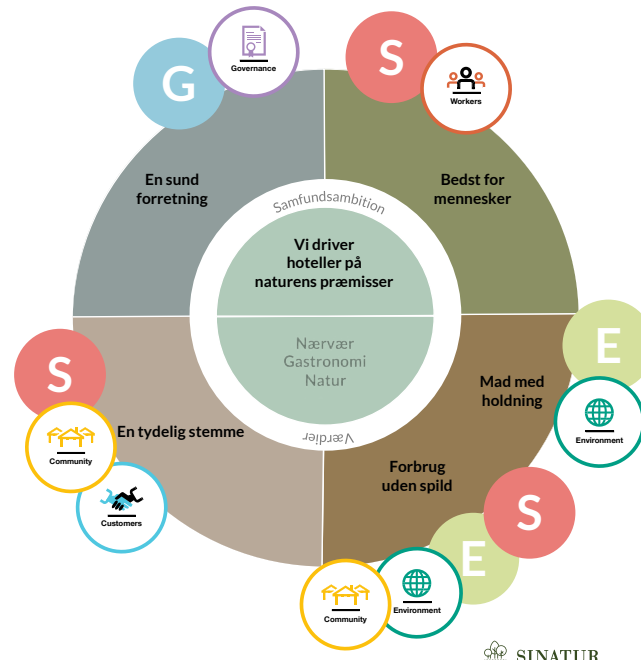 G
Governance
S
Workers
En sund
forretning
Bedst for
mennesker
Samfundsambition
Vi driver
hoteller på
naturens præmisser
Nærvær
Gastronomi
Natur
Værdier
S
Community
Customers
En tydelig stemme
E
Environment
Mad med
holdning
Forbrug
uden spild
S
E
Environment
Community
SINATUR